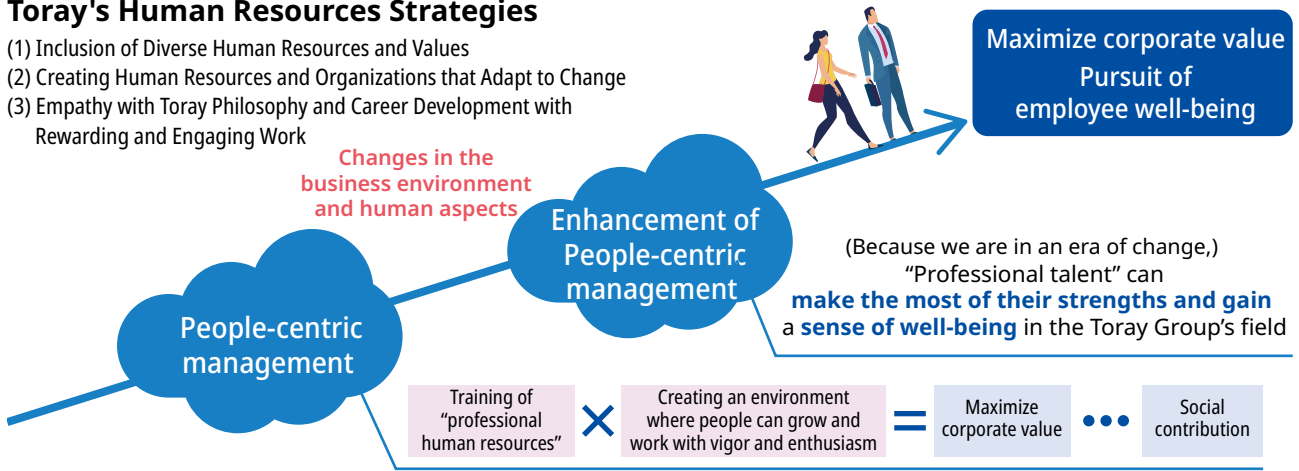 Toray's Human Resources Strategies
(1) Inclusion of Diverse Human Resources and Values
(2) Creating Human Resources and Organizations that Adapt to Change
(3) Empathy with Toray Philosophy and Career Development with
Rewarding and Engaging Work
Maximize corporate value
Pursuit of
employee well-being
Changes in the
business environment
and human aspects
Enhancement of
People-centric
management
(Because we are in an era of change,)
“Professional talent” can
make the most of their strengths and gain
a sense of well-being in the Toray Group’s field
People-centric
management
Training of
“professional
human resources”
×
Creating an environment
where people can grow and
work with vigor and enthusiasm
=
Maximize
corporate value
•••
Social
contribution